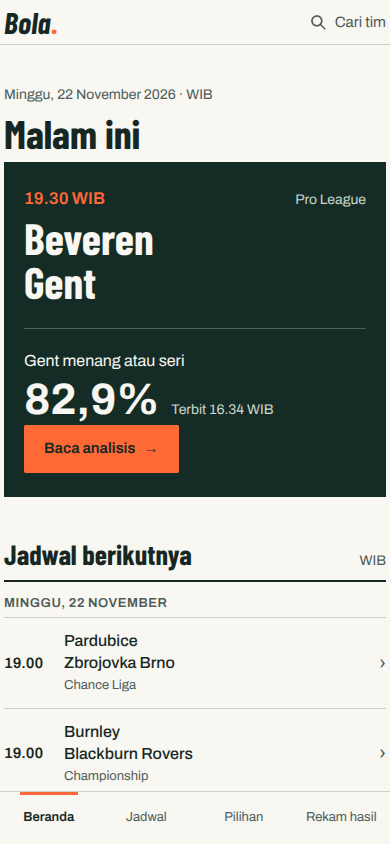 Bola.
Cari tim
Minggu, 22 November 2026 · WIB
Malam ini
19.30 WIB
Pro League
Beveren
Gent
Gent menang atau seri
82,9% Terbit 16.34 WIB
Baca analisis →
Jadwal berikutnya
WIB
MINGGU, 22 NOVEMBER
19.00
Pardubice
Zbrojovka Brno
Chance Liga
›
19.00
Burnley
Blackburn Rovers
Championship
›
Beranda
Jadwal
Pilihan
Rekam hasil